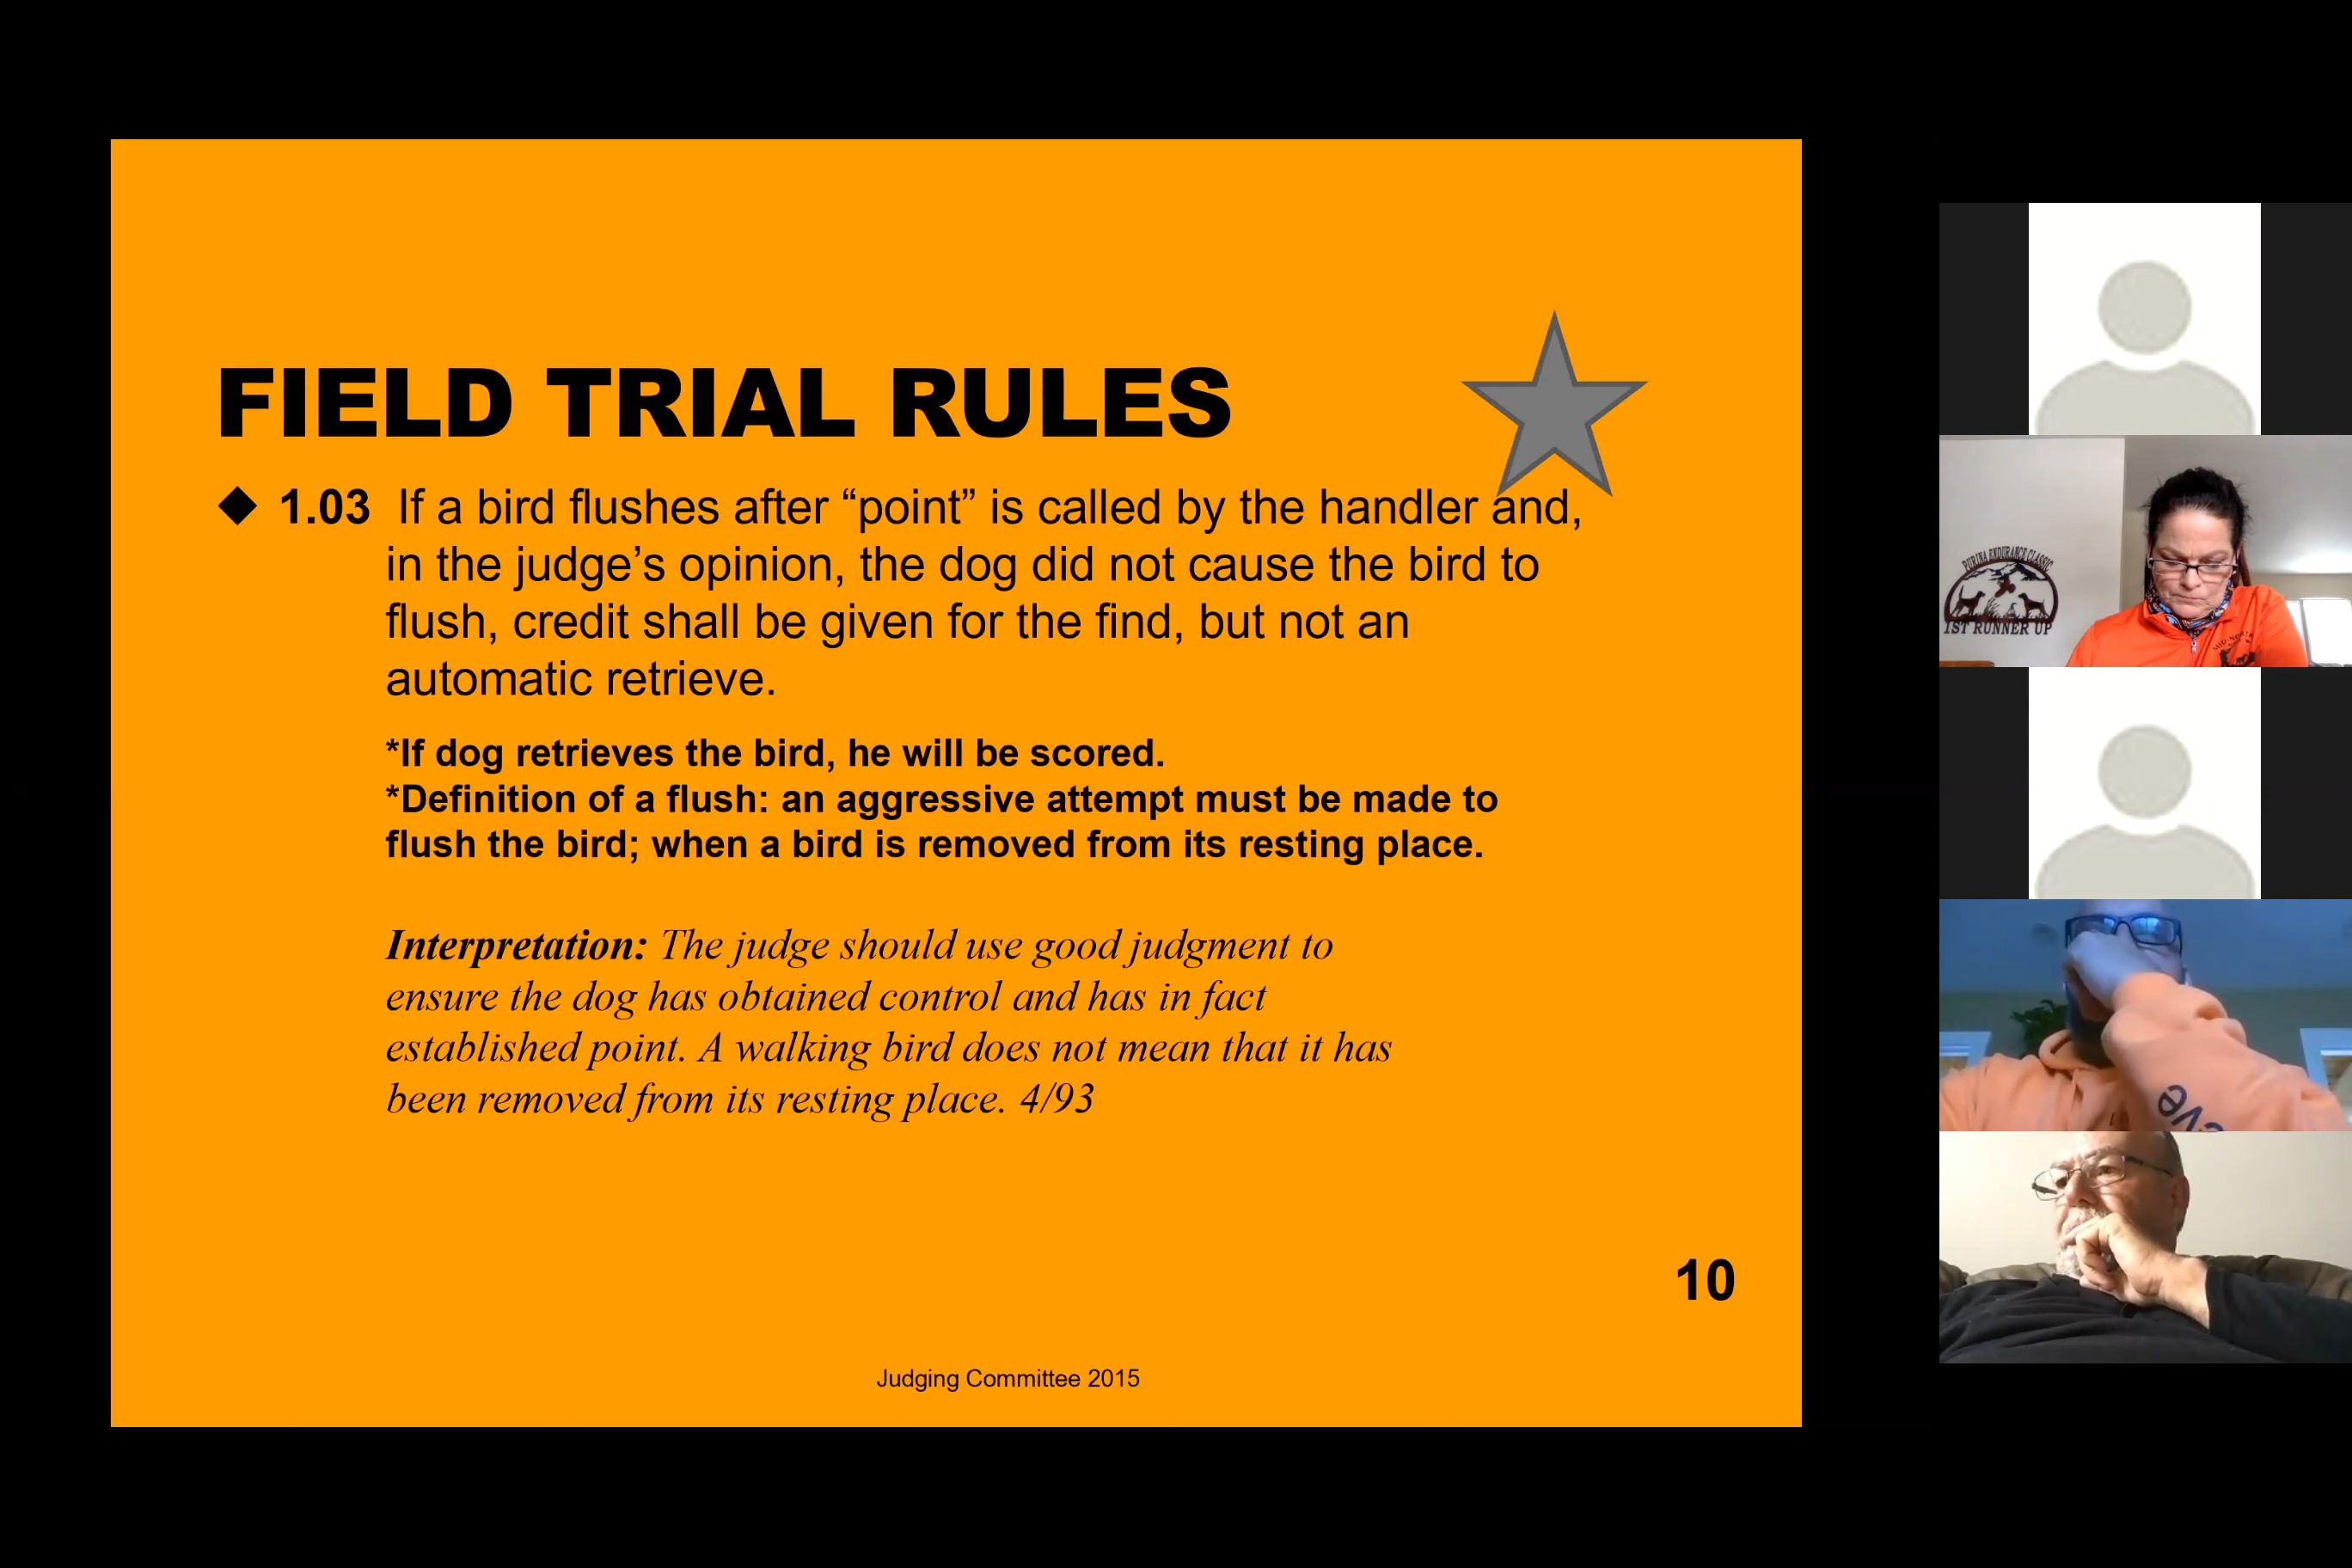 FIELD TRIAL RULES
◆ 1.03 If a bird flushes after “point” is called by the handler and,
in the judge’s opinion, the dog did not cause the bird to
flush, credit shall be given for the find, but not an
automatic retrieve.
*If dog retrieves the bird, he will be scored.
*Definition of a flush: an aggressive attempt must be made to
flush the bird; when a bird is removed from its resting place.
Interpretation: The judge should use good judgment to
ensure the dog has obtained control and has in fact
established point. A walking bird does not mean that it has
been removed from its resting place. 4/93
10
Judging Committee 2015
PURINA ENDURANCE CLASSIC
1ST RUNNER UP